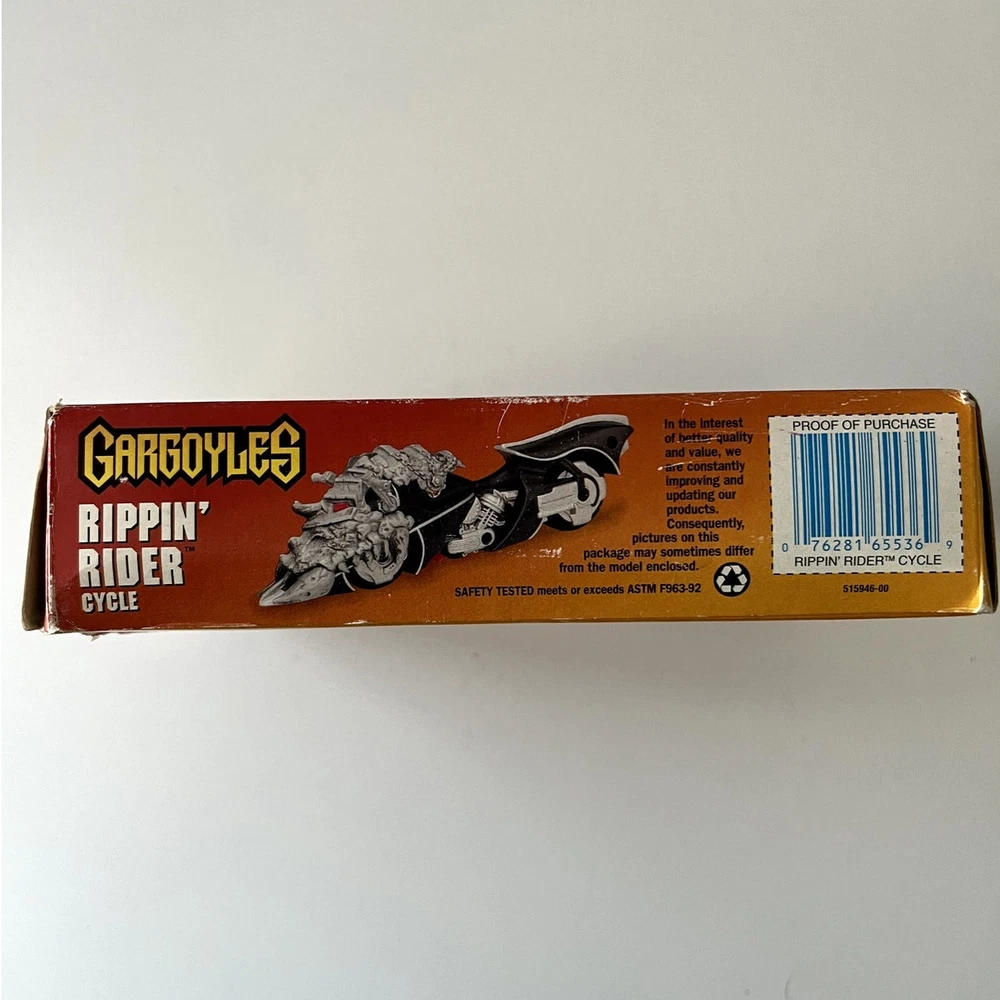 GARGOYLES
RIPPIN'
RIDER™
CYCLE
In the interest
of better quality
and value, we
are constantly
improving and
updating our
products.
Consequently,
pictures on this
package may sometimes differ
from the model enclosed.
SAFETY TESTED meets or exceeds ASTM F963-92
PROOF OF PURCHASE
0 76281 65536 9
RIPPIN' RIDER™ CYCLE
515946-00